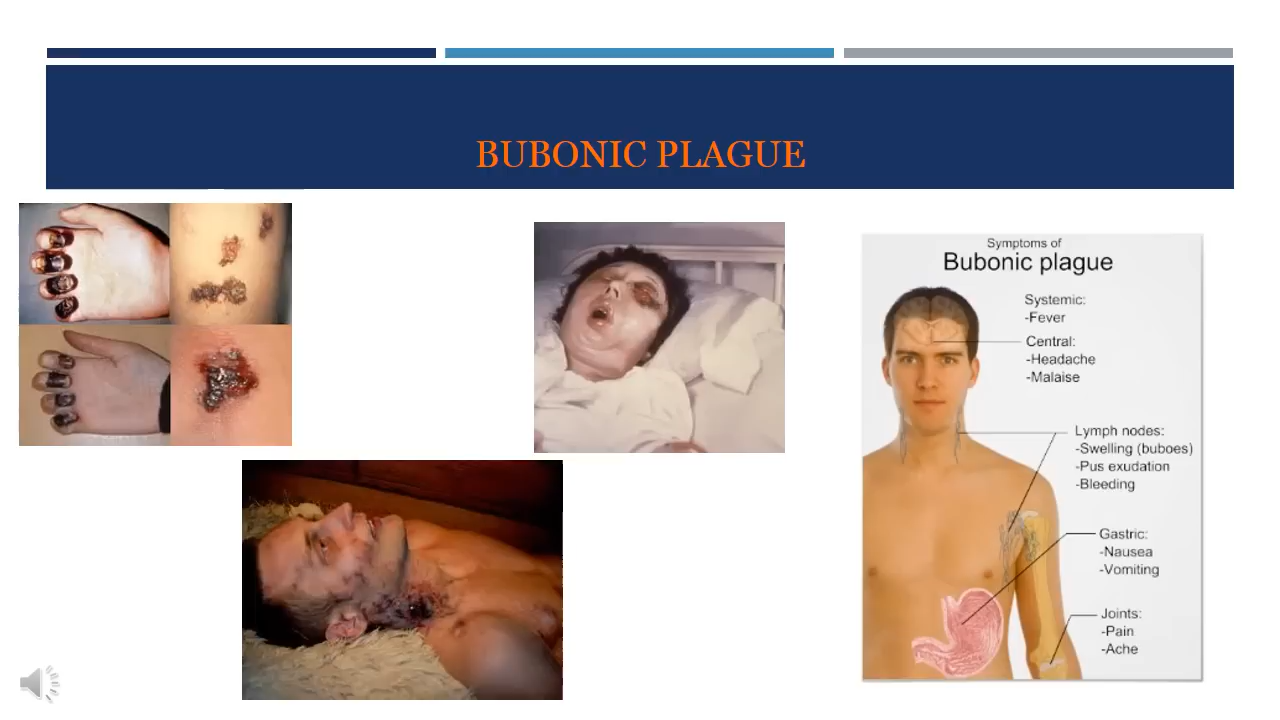 BUBONIC PLAGUE
Symptoms of
Bubonic plague
Systemic:
-Fever
Central:
-Headache
-Malaise
Lymph nodes:
-Swelling (buboes)
-Pus exudation
-Bleeding
Gastric:
-Nausea
-Vomiting
Joints:
-Pain
-Ache